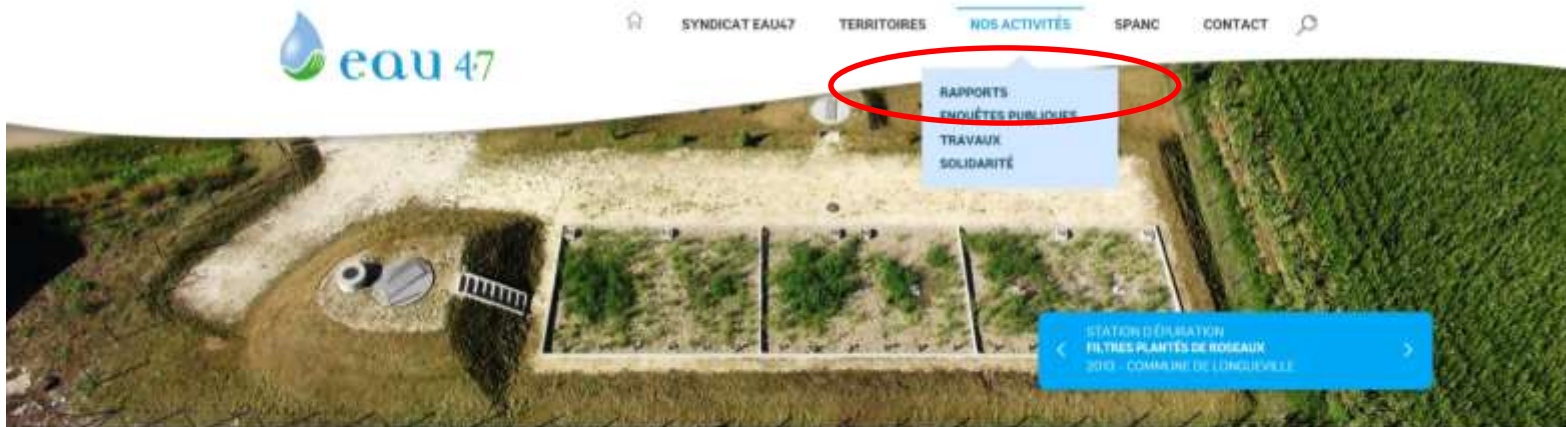 eau 47
SYNDICAT EAU47 TERRITOIRES NOS ACTIVITÉS SPANC CONTACT
RAPPORTS
ENQUÊTES PUBLIQUES
TRAVAUX
SOLIDARITÉ
STATION D'ÉPURATION
FILTRES PLANTÉS DE ROSEAUX
2013 - COMMUNE DE LONGUEVILLE